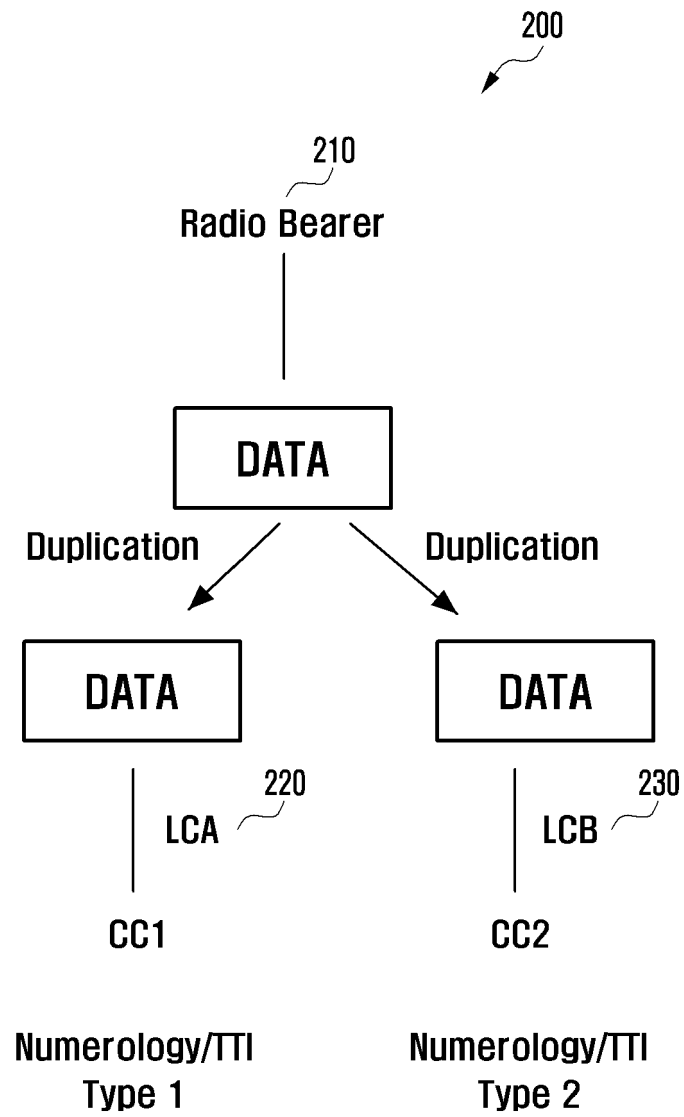 200
210
Radio Bearer
DATA
Duplication
Duplication
DATA
DATA
220
230
LCA
LCB
CC1
CC2
Numerology/TTI
Type 1
Numerology/TTI
Type 2